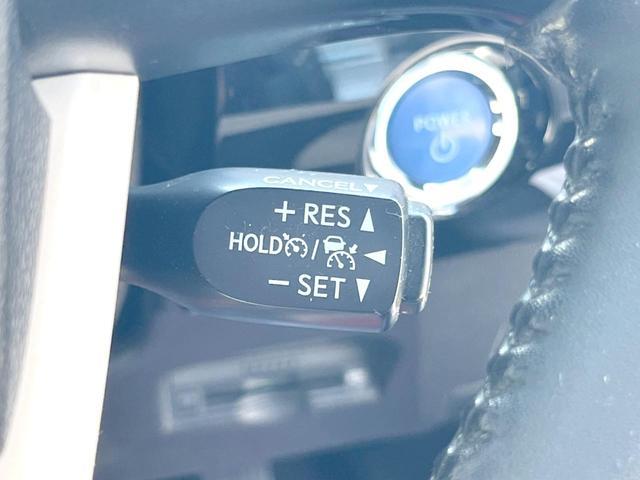 POWER
CANCEL▼
+ RES ▲
HOLD / ◀
− SET ▼